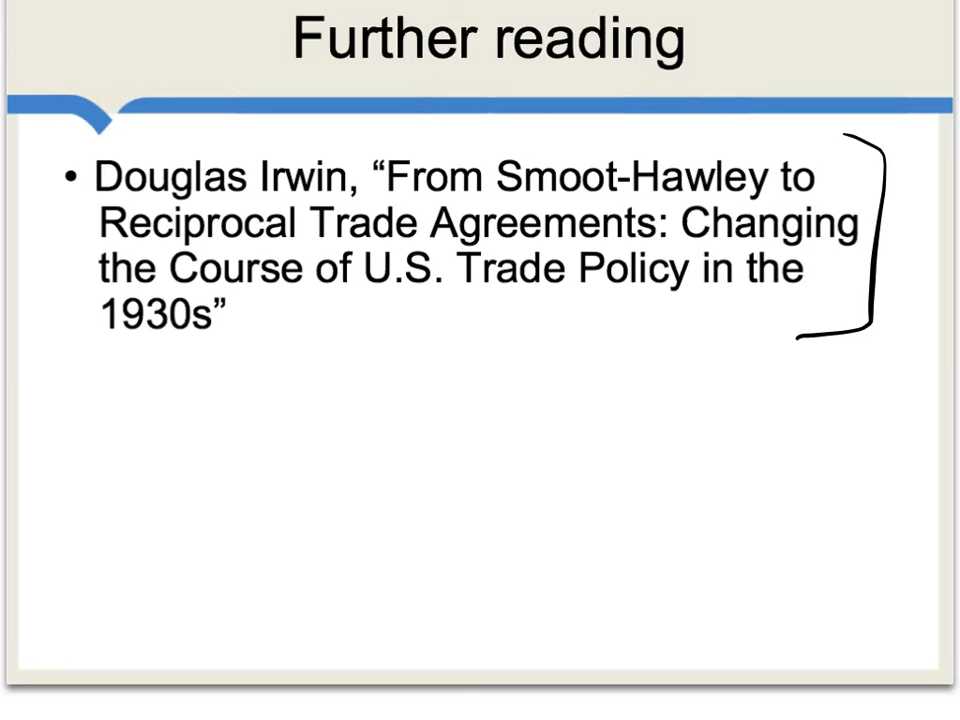 Further reading
• Douglas Irwin, “From Smoot-Hawley to
Reciprocal Trade Agreements: Changing
the Course of U.S. Trade Policy in the
1930s”